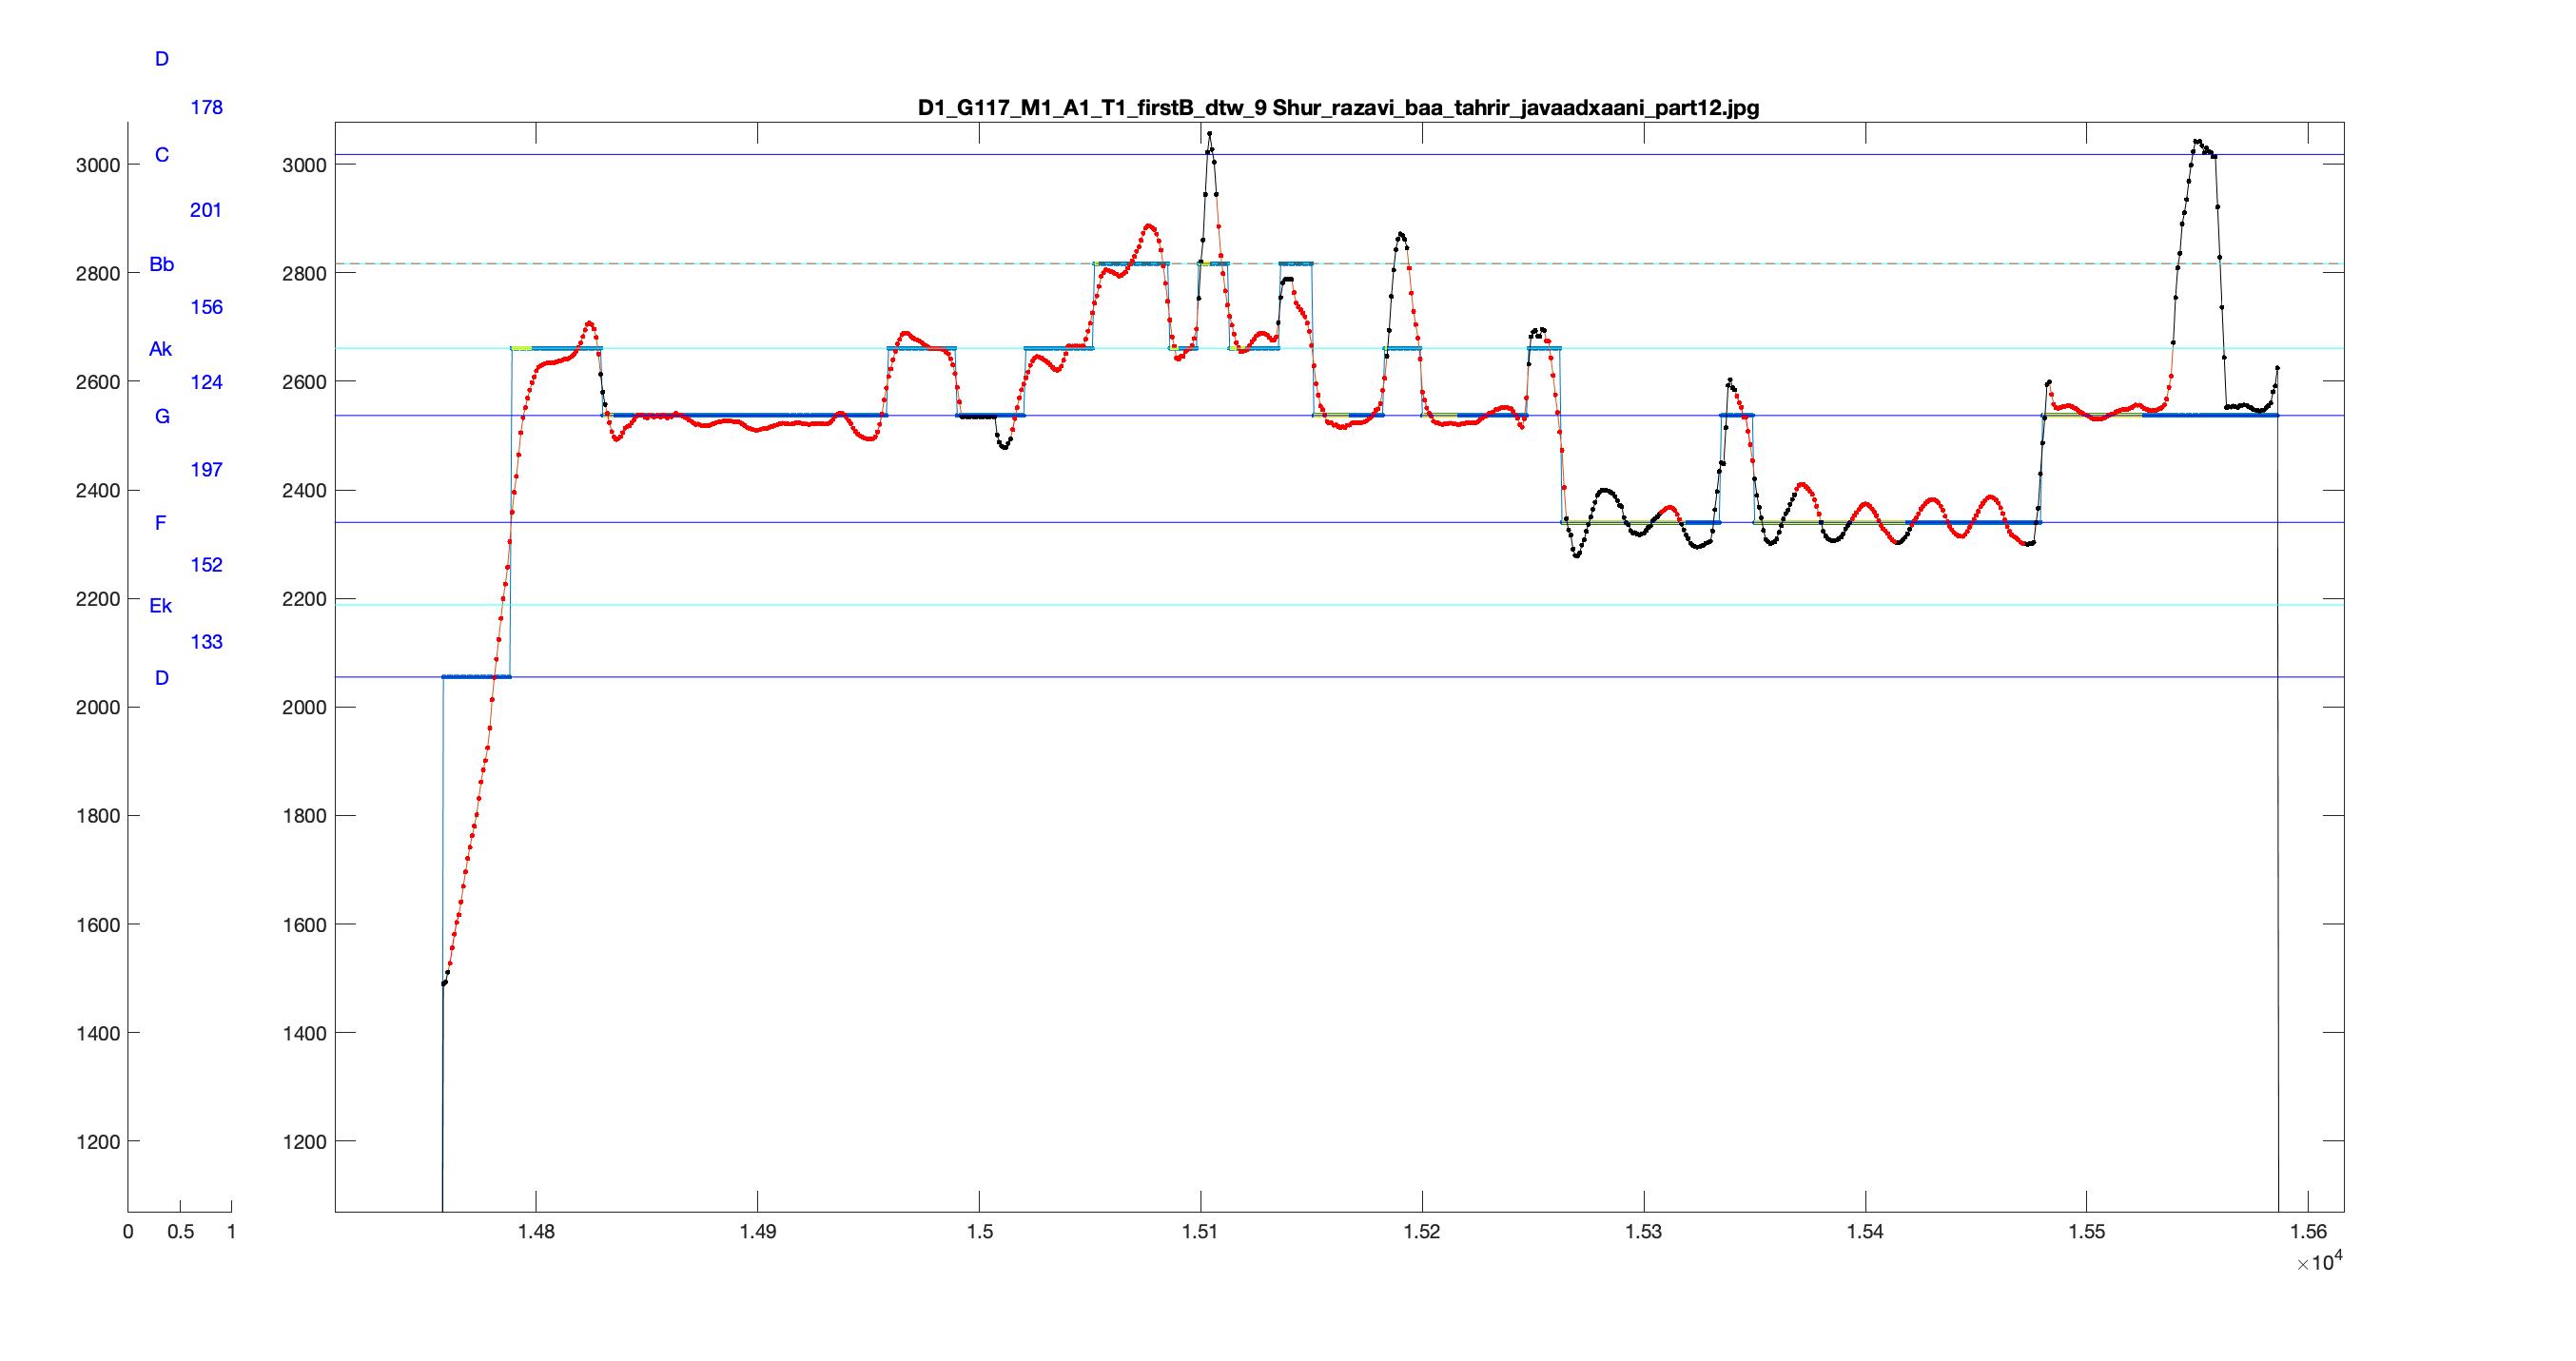 D1_G117_M1_A1_T1_firstB_dtw_9 Shur_razavi_baa_tahrir_javaadxaani_part12.jpg
D
178
C
201
Bb
156
Ak
124
G
197
F
152
Ek
133
D
3000
2800
2600
2400
2200
2000
1800
1600
1400
1200
0 0.5 1
3000
2800
2600
2400
2200
2000
1800
1600
1400
1200
1.48 1.49 1.5 1.51 1.52 1.53 1.54 1.55 1.56
×10⁴